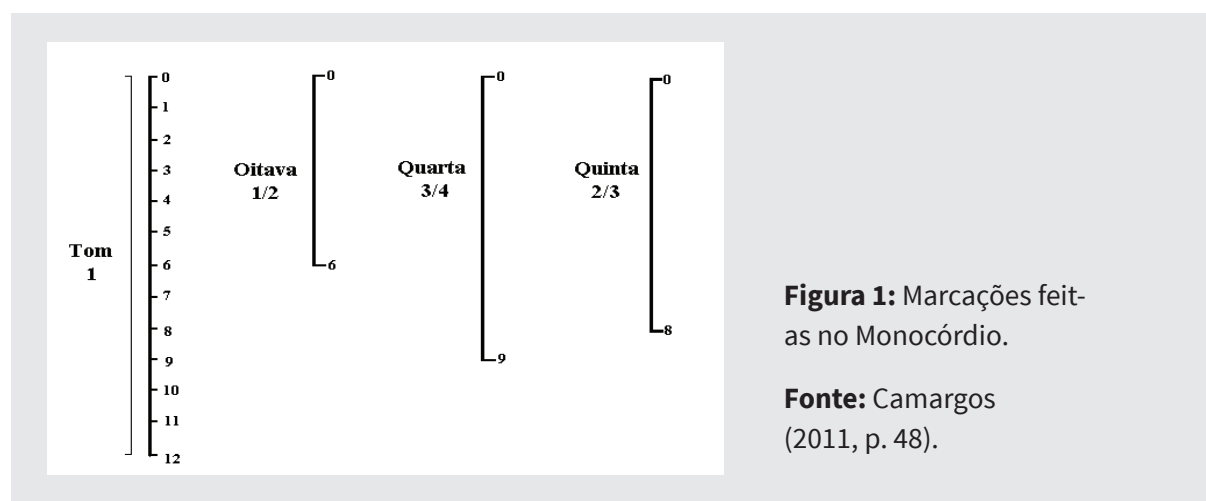 Tom
1
0
1
2
3
4
5
6
7
8
9
10
11
12
Oitava
1/2
0
6
Quarta
3/4
0
9
Quinta
2/3
0
8
Figura 1: Marcações feit-
as no Monocórdio.
Fonte: Camargos
(2011, p. 48).